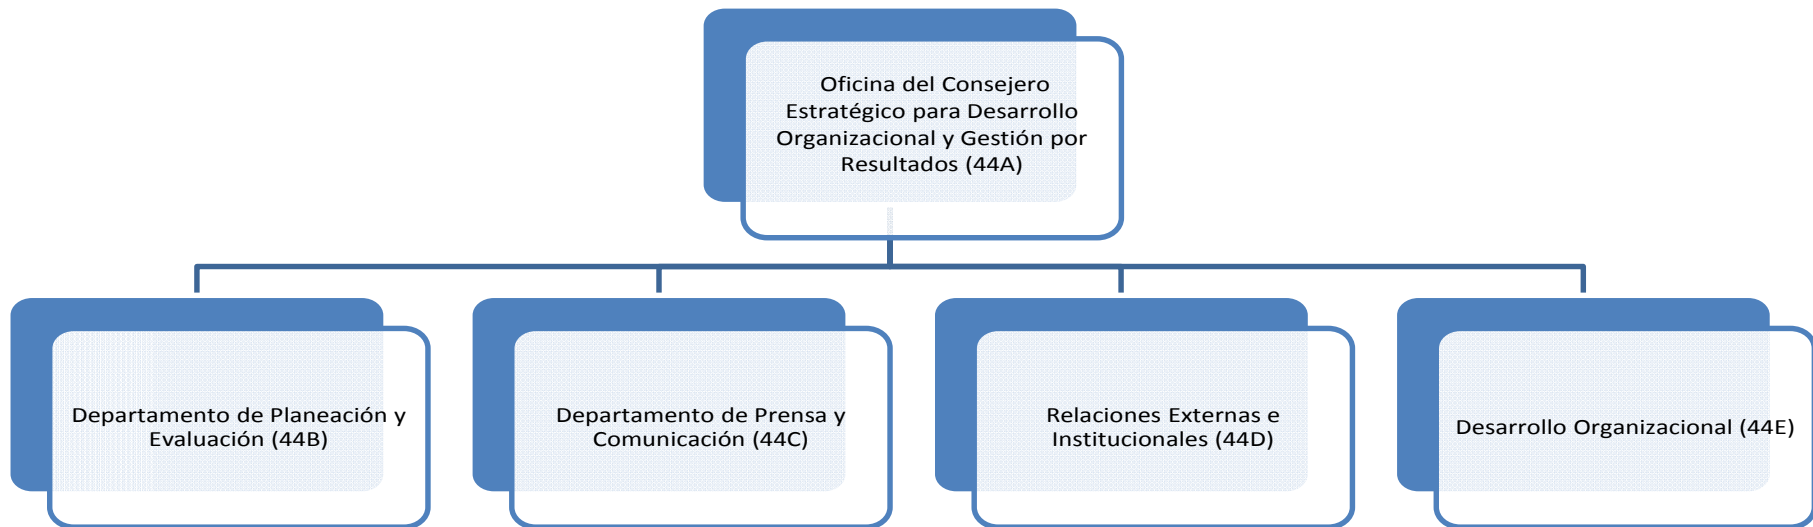 Oficina del Consejero
Estratégico para Desarrollo
Organizacional y Gestión por
Resultados (44A)
Departamento de Planeación y
Evaluación (44B)
Departamento de Prensa y
Comunicación (44C)
Relaciones Externas e
Institucionales (44D)
Desarrollo Organizacional (44E)